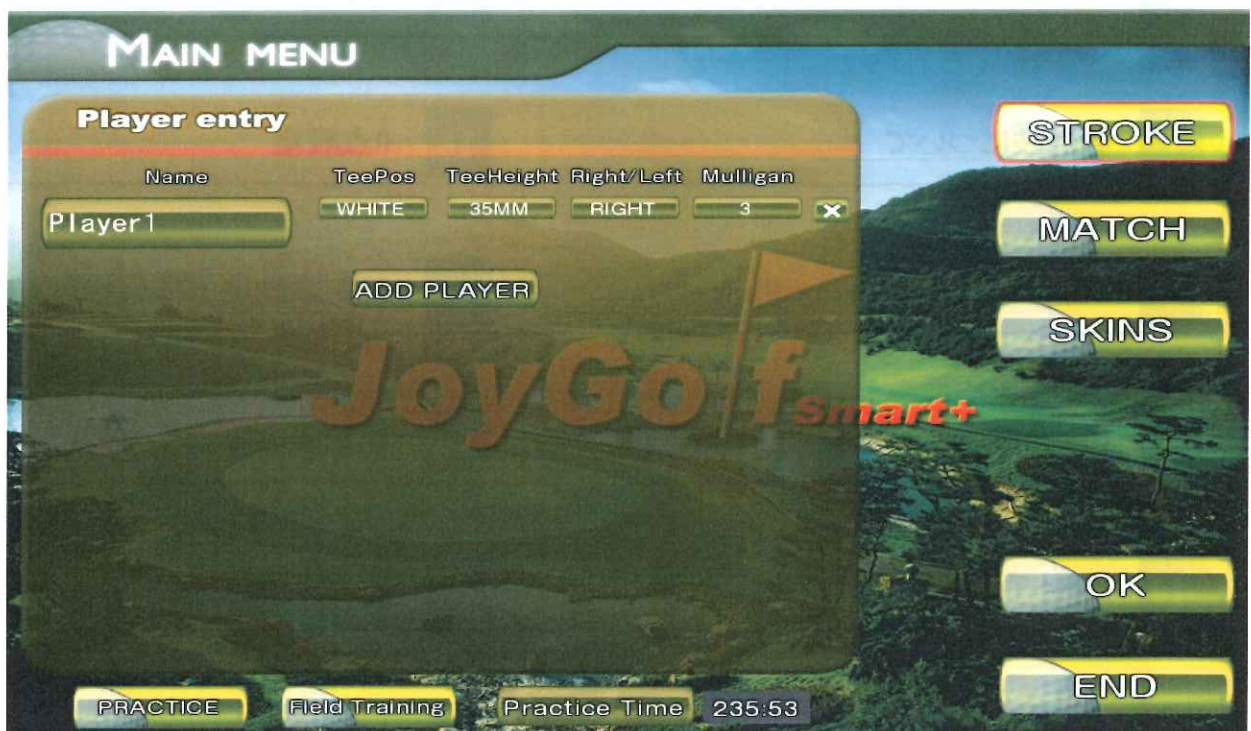 MAIN MENU
Player entry
Name TeePos TeeHeight Right/Left Mulligan
Player1 WHITE 35MM RIGHT 3 X
ADD PLAYER
JoyGolf smart+
STROKE
MATCH
SKINS
OK
END
PRACTICE Field Training Practice Time 235:53